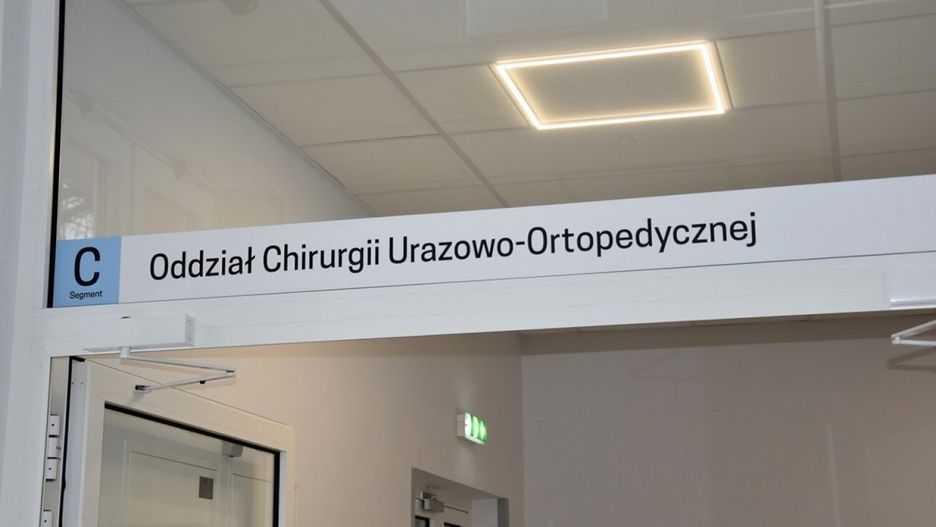 C
Segment
Oddział Chirurgii Urazowo-Ortopedycznej